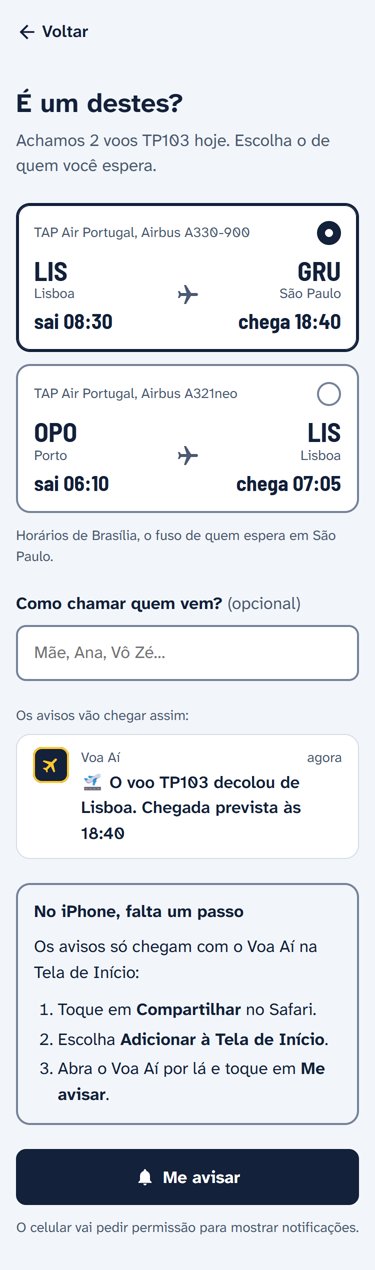 ← Voltar
É um destes?
Achamos 2 voos TP103 hoje. Escolha o de
quem você espera.
TAP Air Portugal, Airbus A330-900
LIS GRU
Lisboa São Paulo
sai 08:30 chega 18:40
TAP Air Portugal, Airbus A321neo
OPO LIS
Porto Lisboa
sai 06:10 chega 07:05
Horários de Brasília, o fuso de quem espera em São
Paulo.
Como chamar quem vem? (opcional)
Mãe, Ana, Vô Zé...
Os avisos vão chegar assim:
Voa Aí agora
🛫 O voo TP103 decolou de
Lisboa. Chegada prevista às
18:40
No iPhone, falta um passo
Os avisos só chegam com o Voa Aí na
Tela de Início:
1. Toque em Compartilhar no Safari.
2. Escolha Adicionar à Tela de Início.
3. Abra o Voa Aí por lá e toque em Me
avisar.
Me avisar
O celular vai pedir permissão para mostrar notificações.